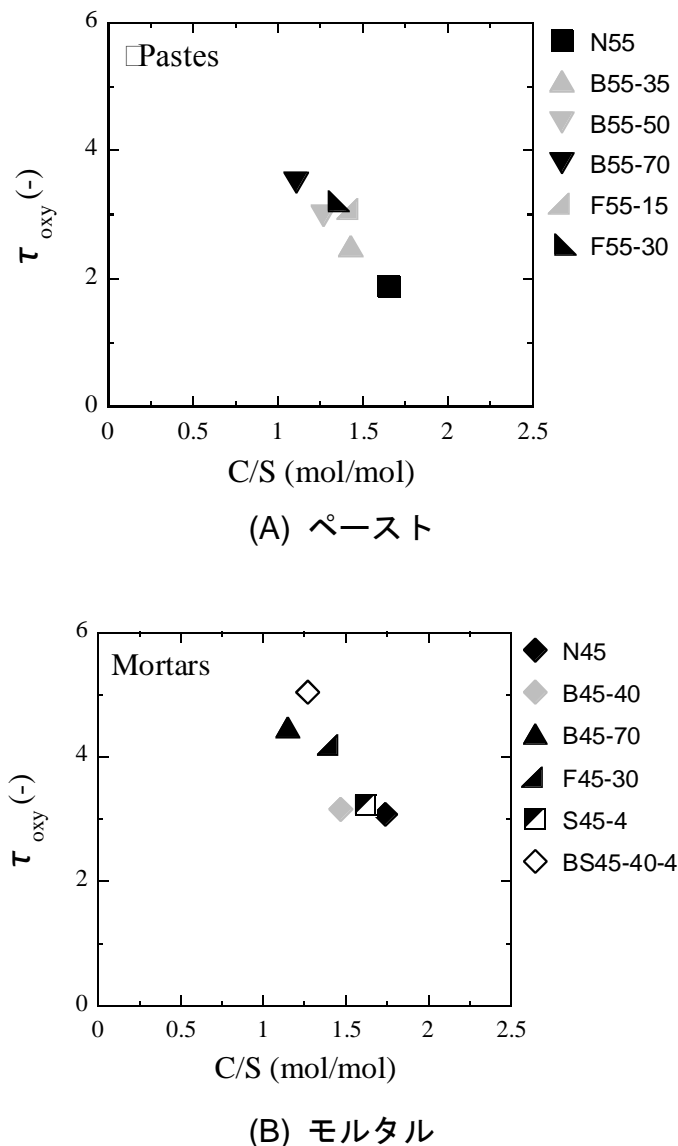 6
□Pastes
4
τ oxy (-)
2
0
0 0.5 1 1.5 2 2.5
C/S (mol/mol)
N55
B55-35
B55-50
B55-70
F55-15
F55-30
(A) ペースト
6
Mortars
4
τ oxy (-)
2
0
0 0.5 1 1.5 2 2.5
C/S (mol/mol)
N45
B45-40
B45-70
F45-30
S45-4
BS45-40-4
(B) モルタル